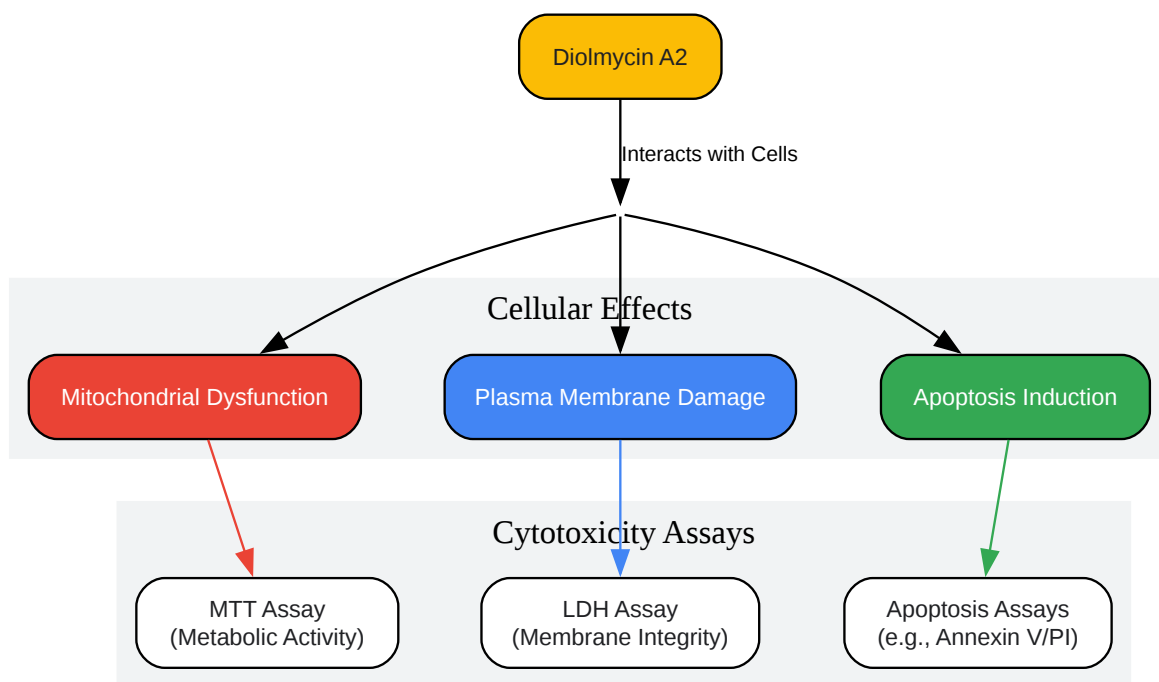 Diolmycin A2
Interacts with Cells
Cellular Effects
Mitochondrial Dysfunction
Plasma Membrane Damage
Apoptosis Induction
Cytotoxicity Assays
MTT Assay
(Metabolic Activity)
LDH Assay
(Membrane Integrity)
Apoptosis Assays
(e.g., Annexin V/PI)